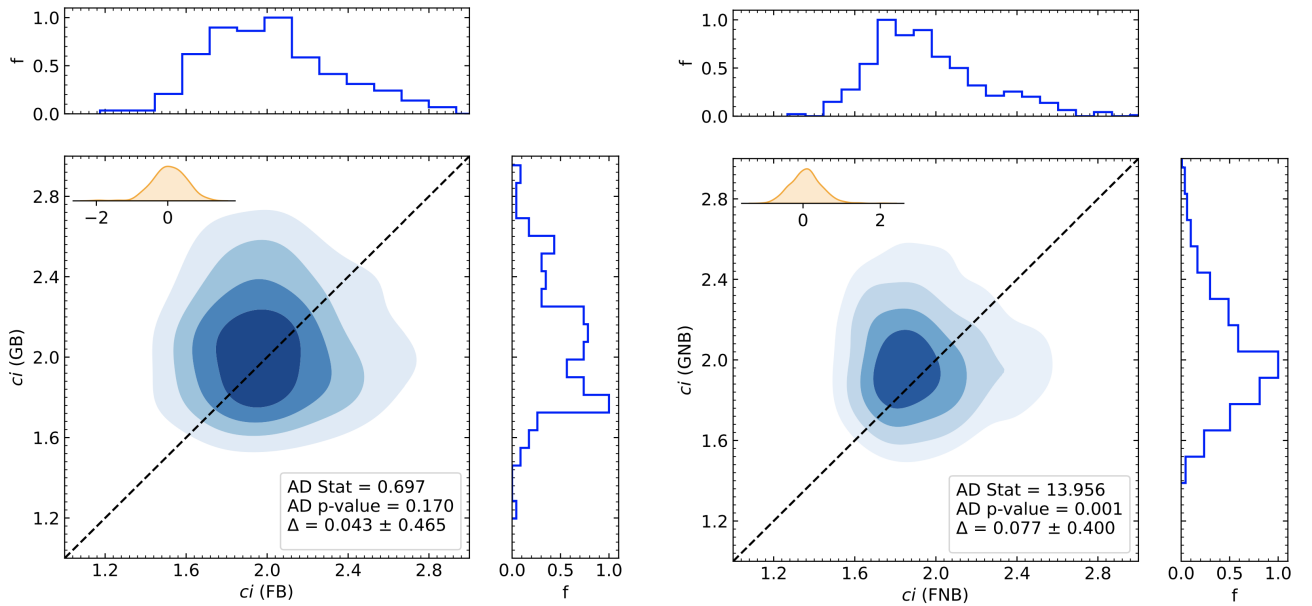 1.0
0.5
0.0
f
1.0
0.5
0.0
f
−2 0
2.8
2.4
2.0
1.6
1.2
ci (GB)
AD Stat = 0.697
AD p-value = 0.170
Δ = 0.043 ± 0.465
1.2 1.6 2.0 2.4 2.8
ci (FB)
0.0 0.5 1.0
f
0 2
2.8
2.4
2.0
1.6
1.2
ci (GNB)
AD Stat = 13.956
AD p-value = 0.001
Δ = 0.077 ± 0.400
1.2 1.6 2.0 2.4 2.8
ci (FNB)
0.0 0.5 1.0
f